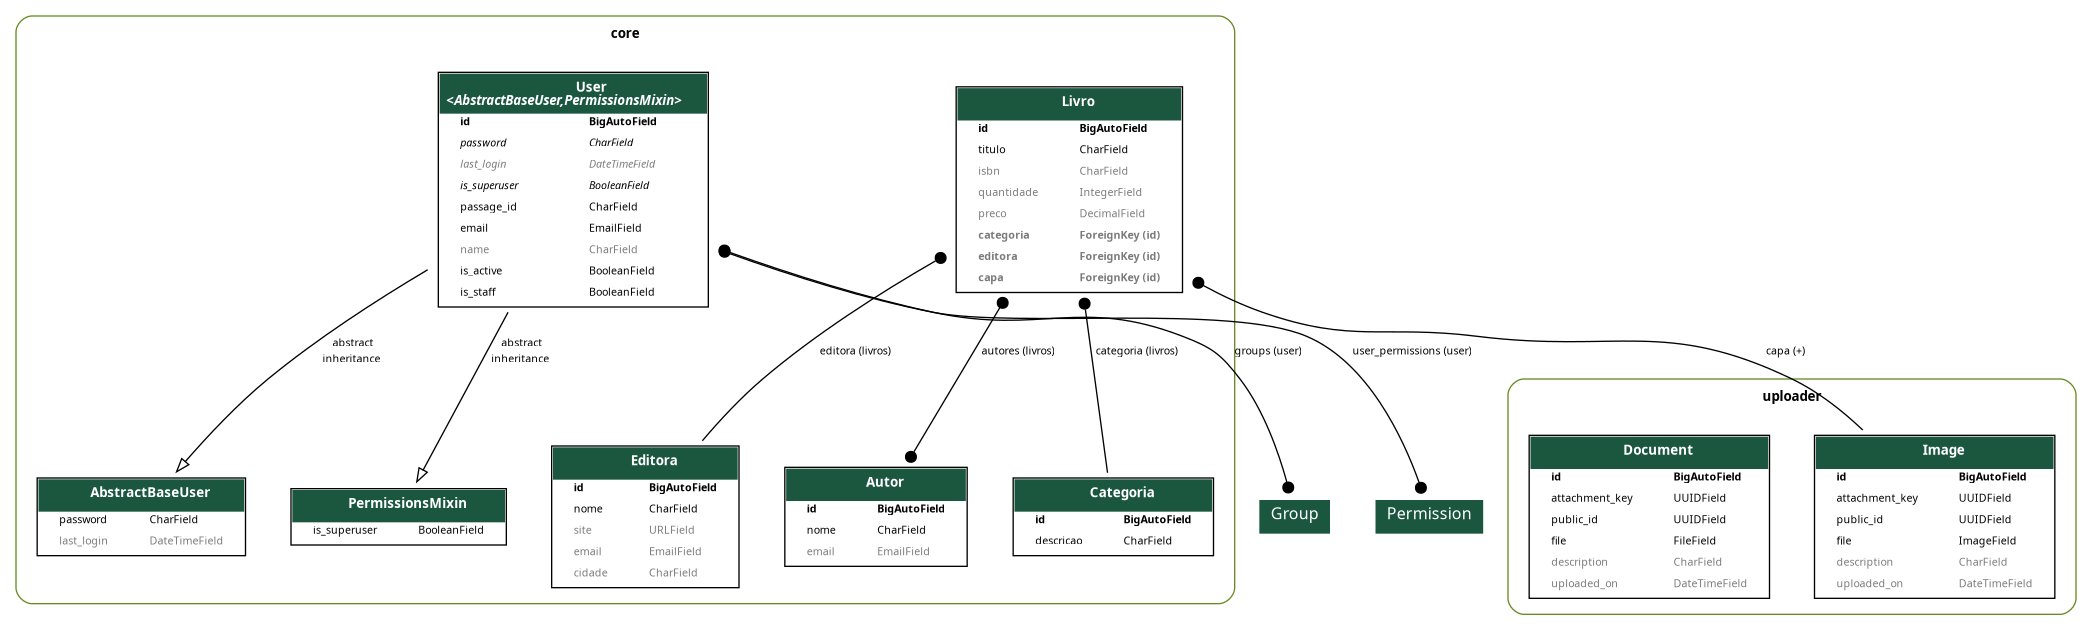 core
User
<AbstractBaseUser,PermissionsMixin>
id BigAutoField
password CharField
last_login DateTimeField
is_superuser BooleanField
passage_id CharField
email EmailField
name CharField
is_active BooleanField
is_staff BooleanField
Livro
id BigAutoField
titulo CharField
isbn CharField
quantidade IntegerField
preco DecimalField
categoria ForeignKey (id)
editora ForeignKey (id)
capa ForeignKey (id)
abstract
inheritance
abstract
inheritance
editora (livros)
autores (livros)
categoria (livros)
groups (user)
user_permissions (user)
capa (+)
AbstractBaseUser
password CharField
last_login DateTimeField
PermissionsMixin
is_superuser BooleanField
Editora
id BigAutoField
nome CharField
site URLField
email EmailField
cidade CharField
Autor
id BigAutoField
nome CharField
email EmailField
Categoria
id BigAutoField
descricao CharField
Group
Permission
uploader
Document
id BigAutoField
attachment_key UUIDField
public_id UUIDField
file FileField
description CharField
uploaded_on DateTimeField
Image
id BigAutoField
attachment_key UUIDField
public_id UUIDField
file ImageField
description CharField
uploaded_on DateTimeField